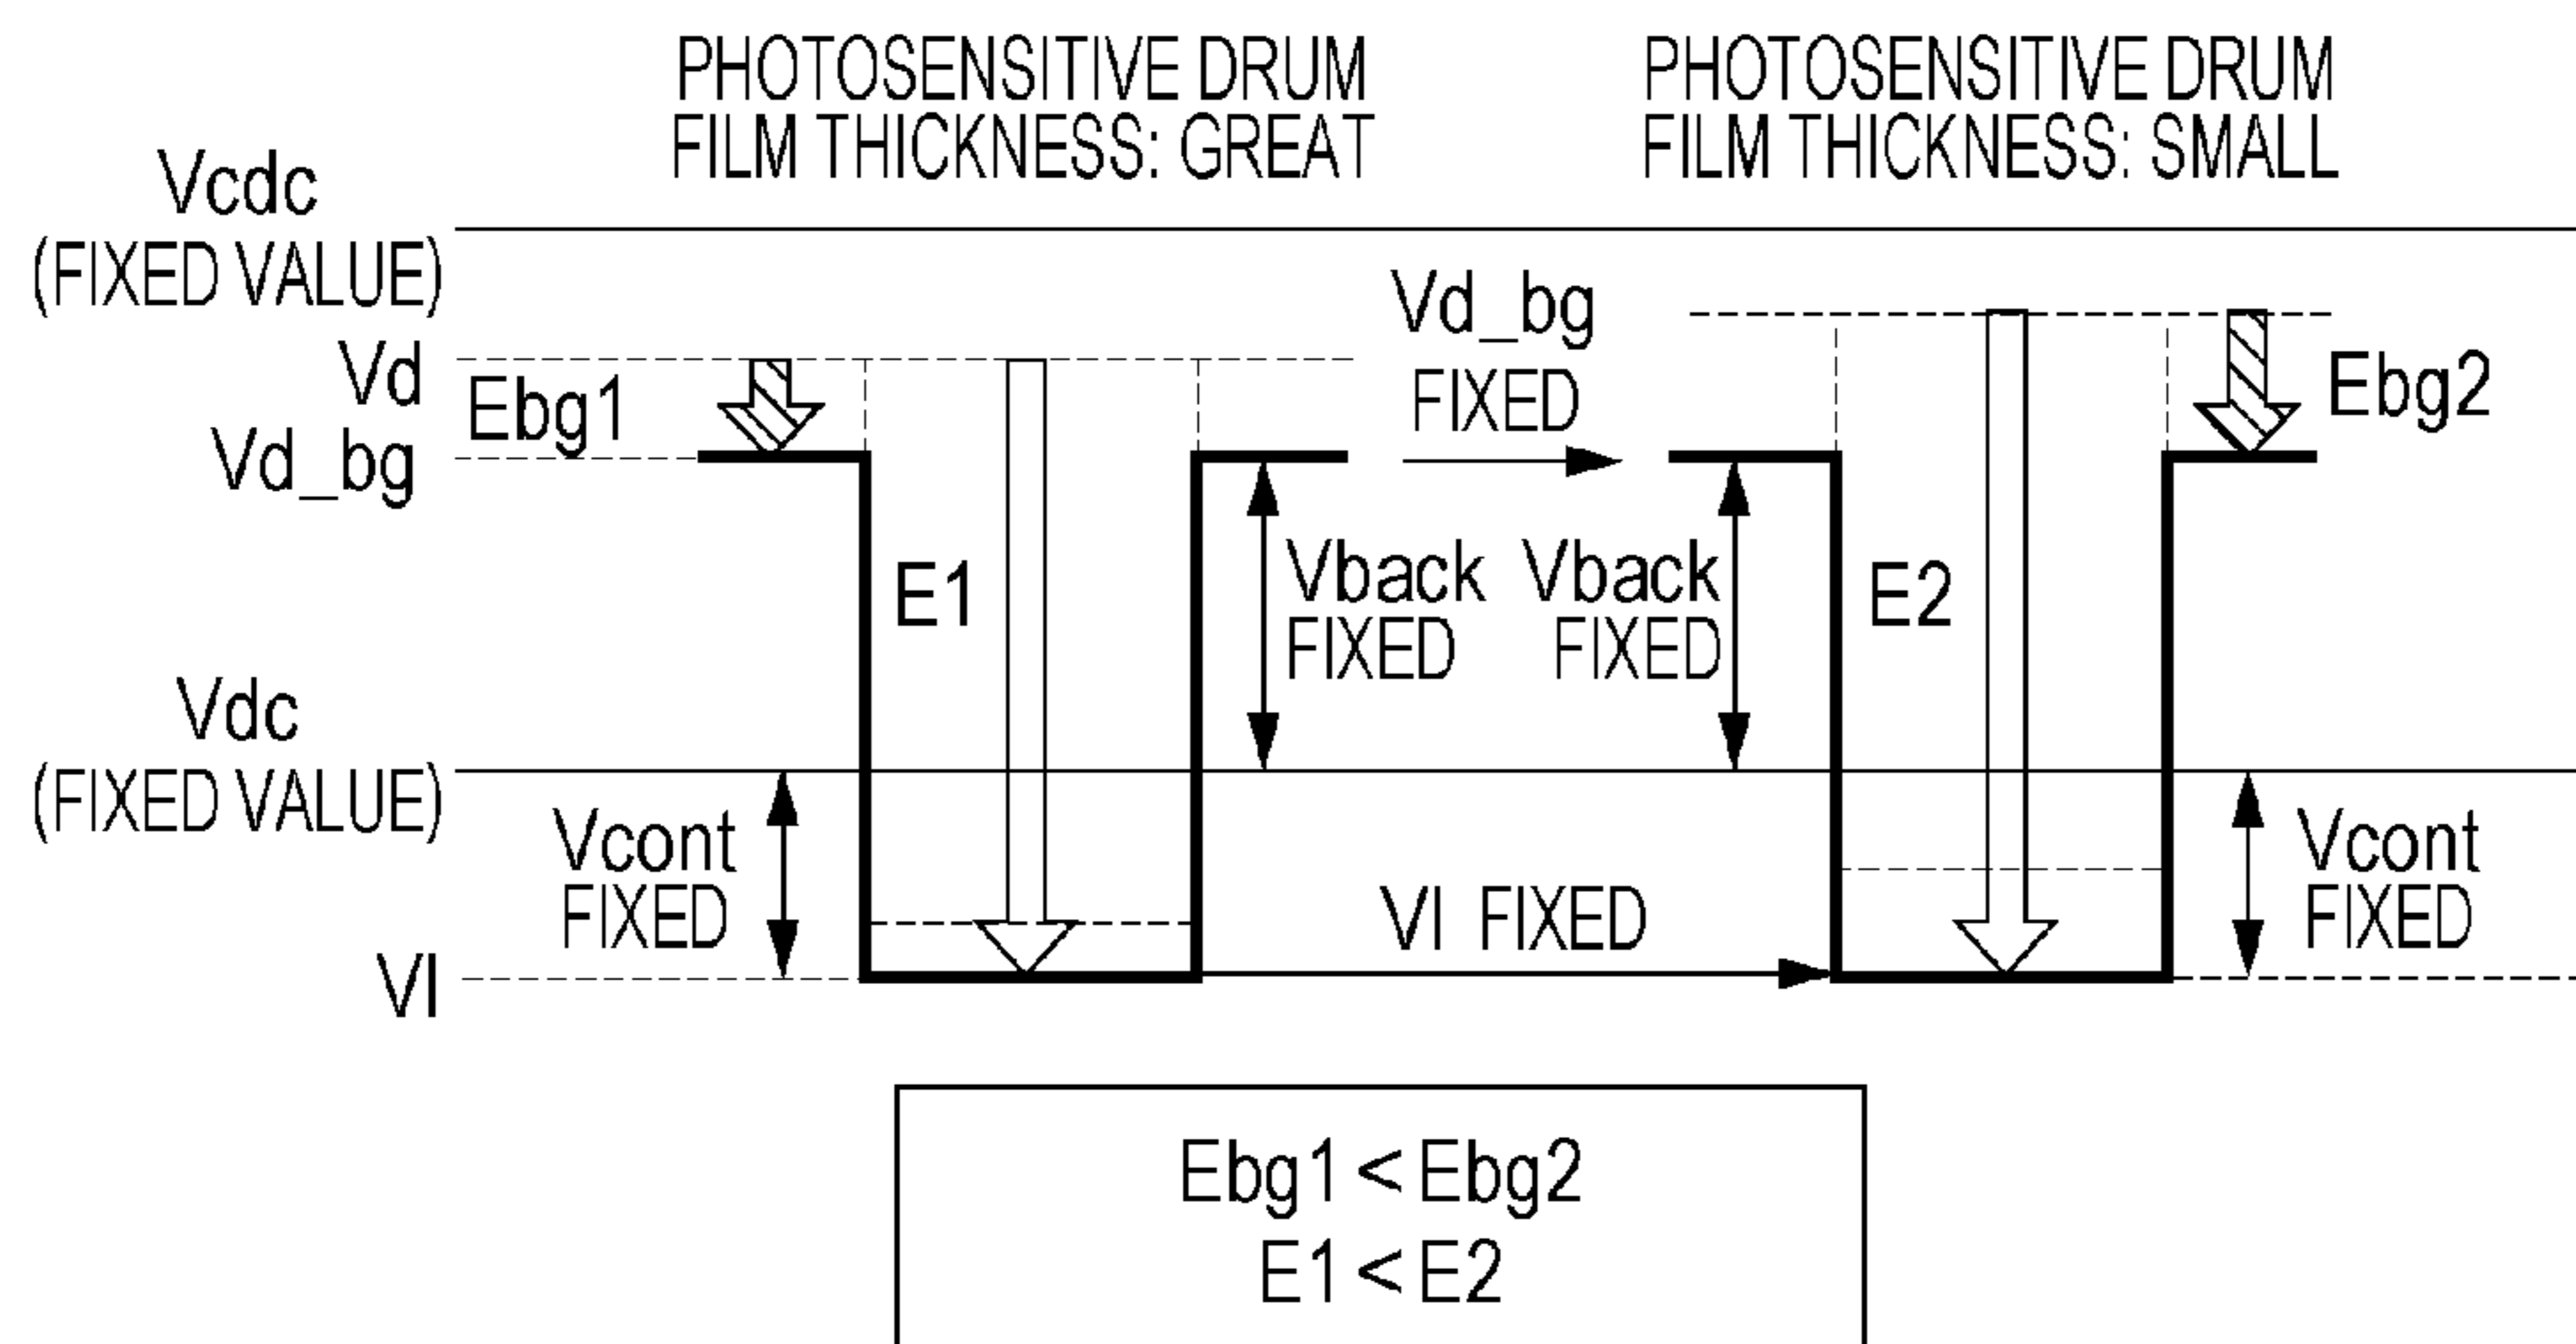 PHOTOSENSITIVE DRUM
FILM THICKNESS: GREAT
PHOTOSENSITIVE DRUM
FILM THICKNESS: SMALL
Vcdc
(FIXED VALUE)
Vd
Ebg1
Vd_bg
Vd_bg
FIXED
Ebg2
E1
Vback
FIXED
Vback
FIXED
E2
Vdc
(FIXED VALUE)
Vcont
FIXED
Vl FIXED
Vcont
FIXED
Vl
Ebg1 < Ebg2
E1 < E2